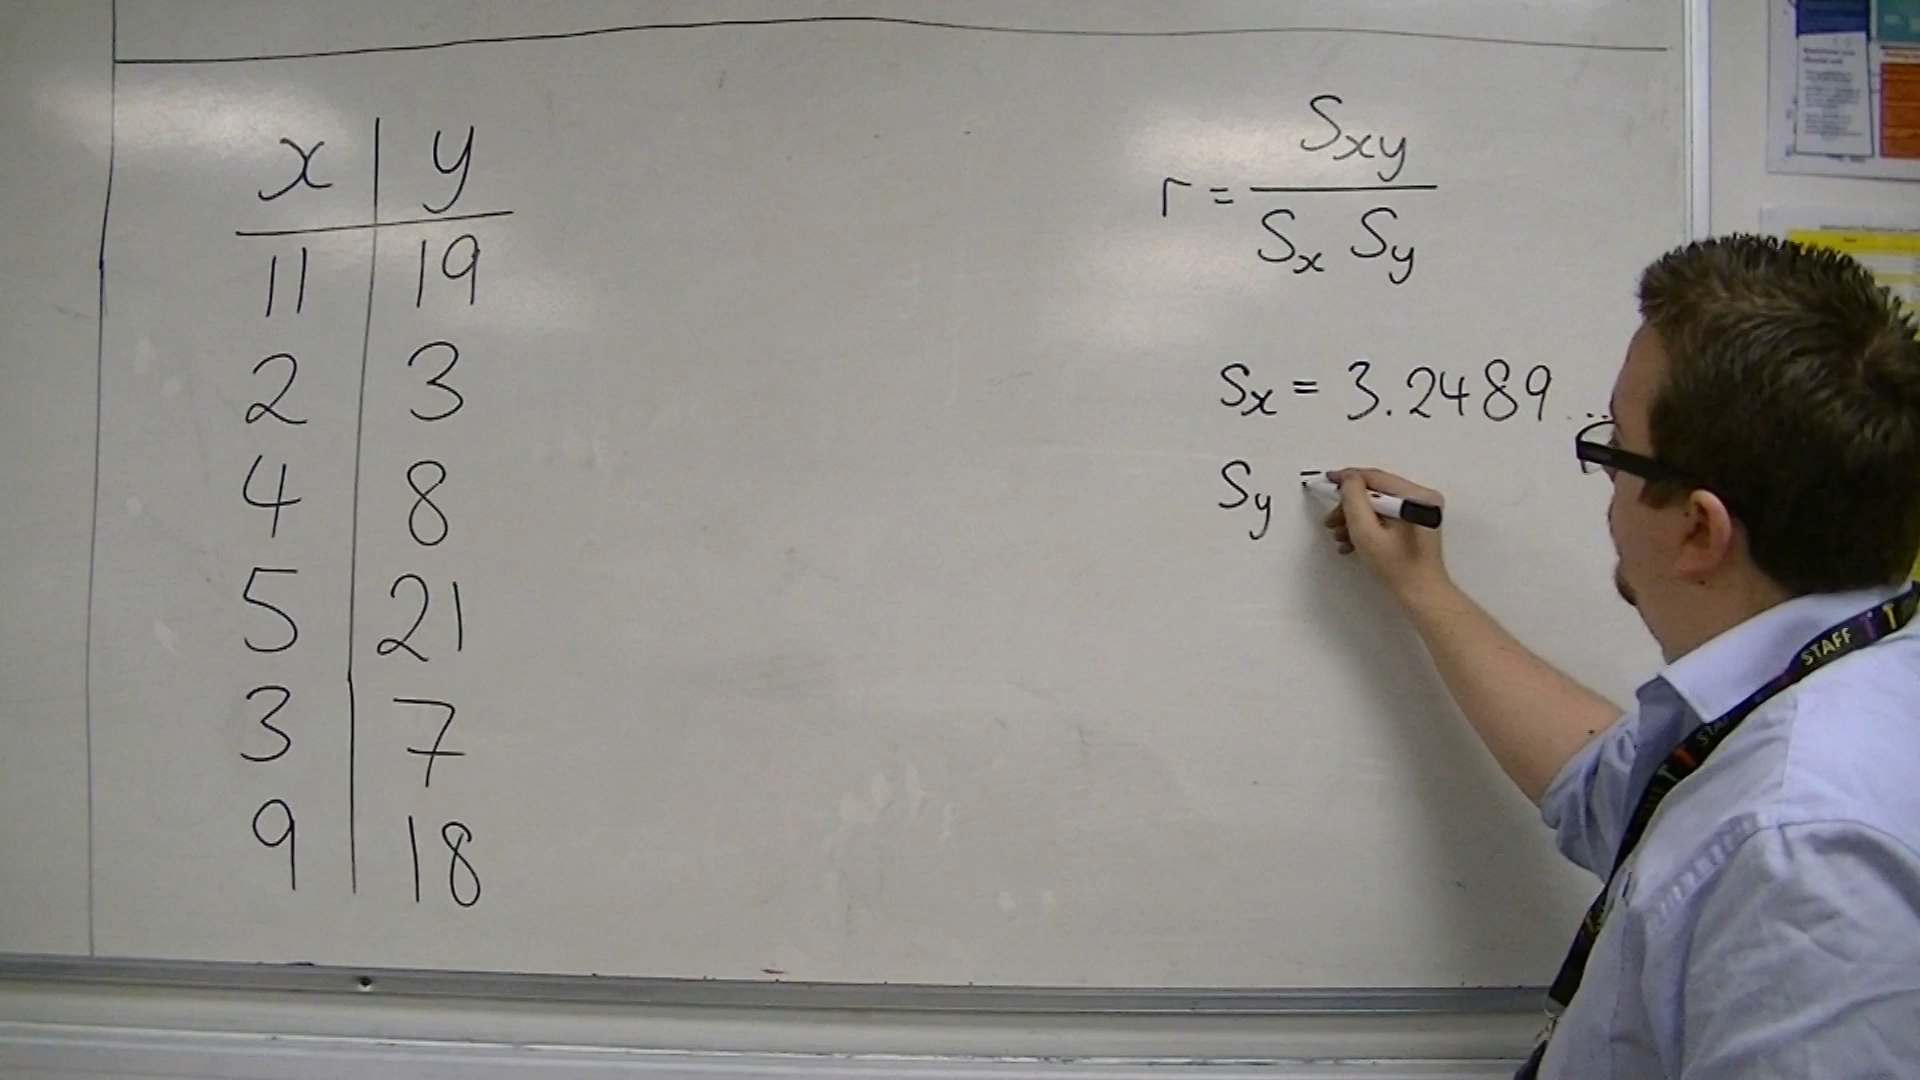 x y
11 19
2 3
4 8
5 21
3 7
9 18
r = Sxy / Sx Sy
Sx = 3.2489...
Sy =
STAFF